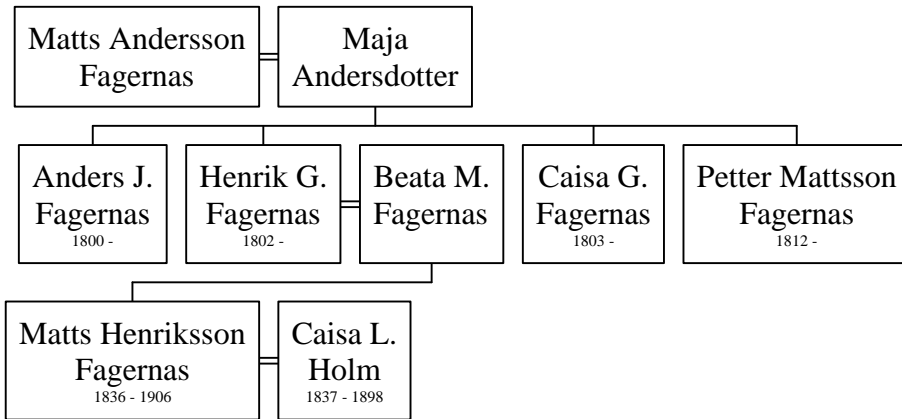 Matts Andersson
Fagernas
Maja
Andersdotter
Anders J.
Fagernas
1800 -
Henrik G.
Fagernas
1802 -
Beata M.
Fagernas
Caisa G.
Fagernas
1803 -
Petter Mattsson
Fagernas
1812 -
Matts Henriksson
Fagernas
1836 - 1906
Caisa L.
Holm
1837 - 1898